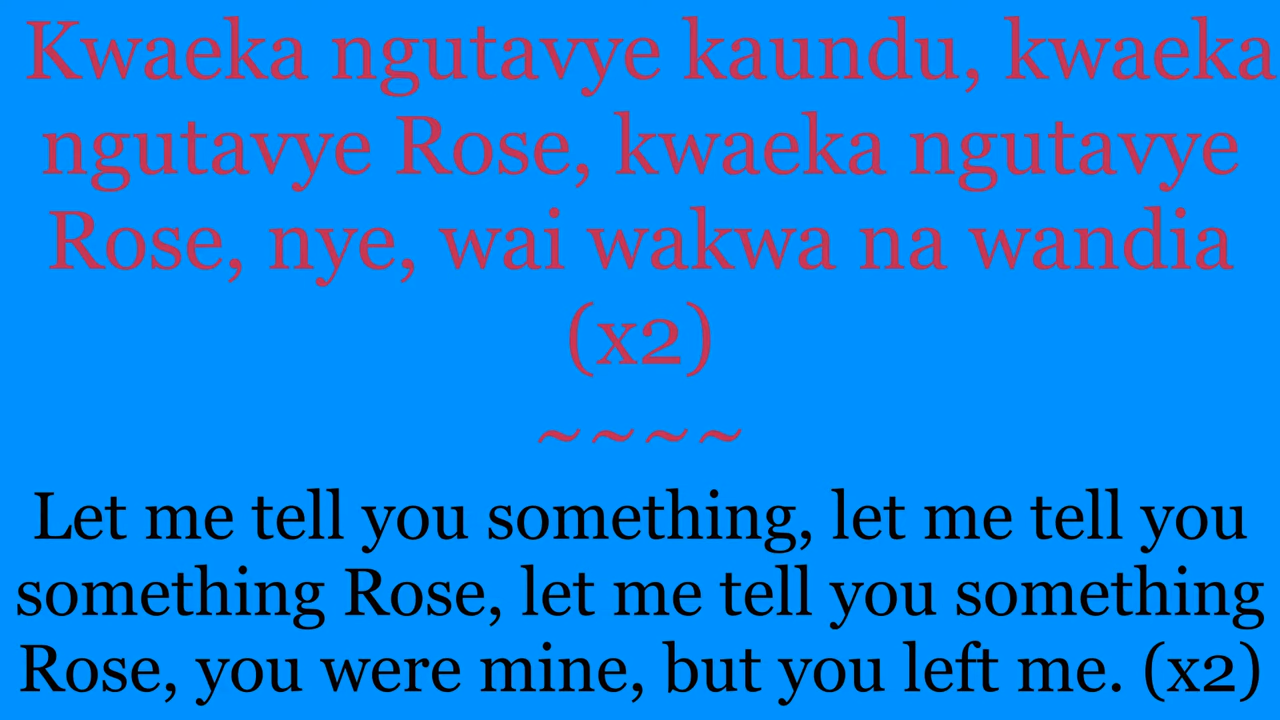 Kwaeka ngutavye kaundu, kwaeka
ngutavye Rose, kwaeka ngutavye
Rose, nye, wai wakwa na wandia
(x2)
~~~~
Let me tell you something, let me tell you
something Rose, let me tell you something
Rose, you were mine, but you left me. (x2)